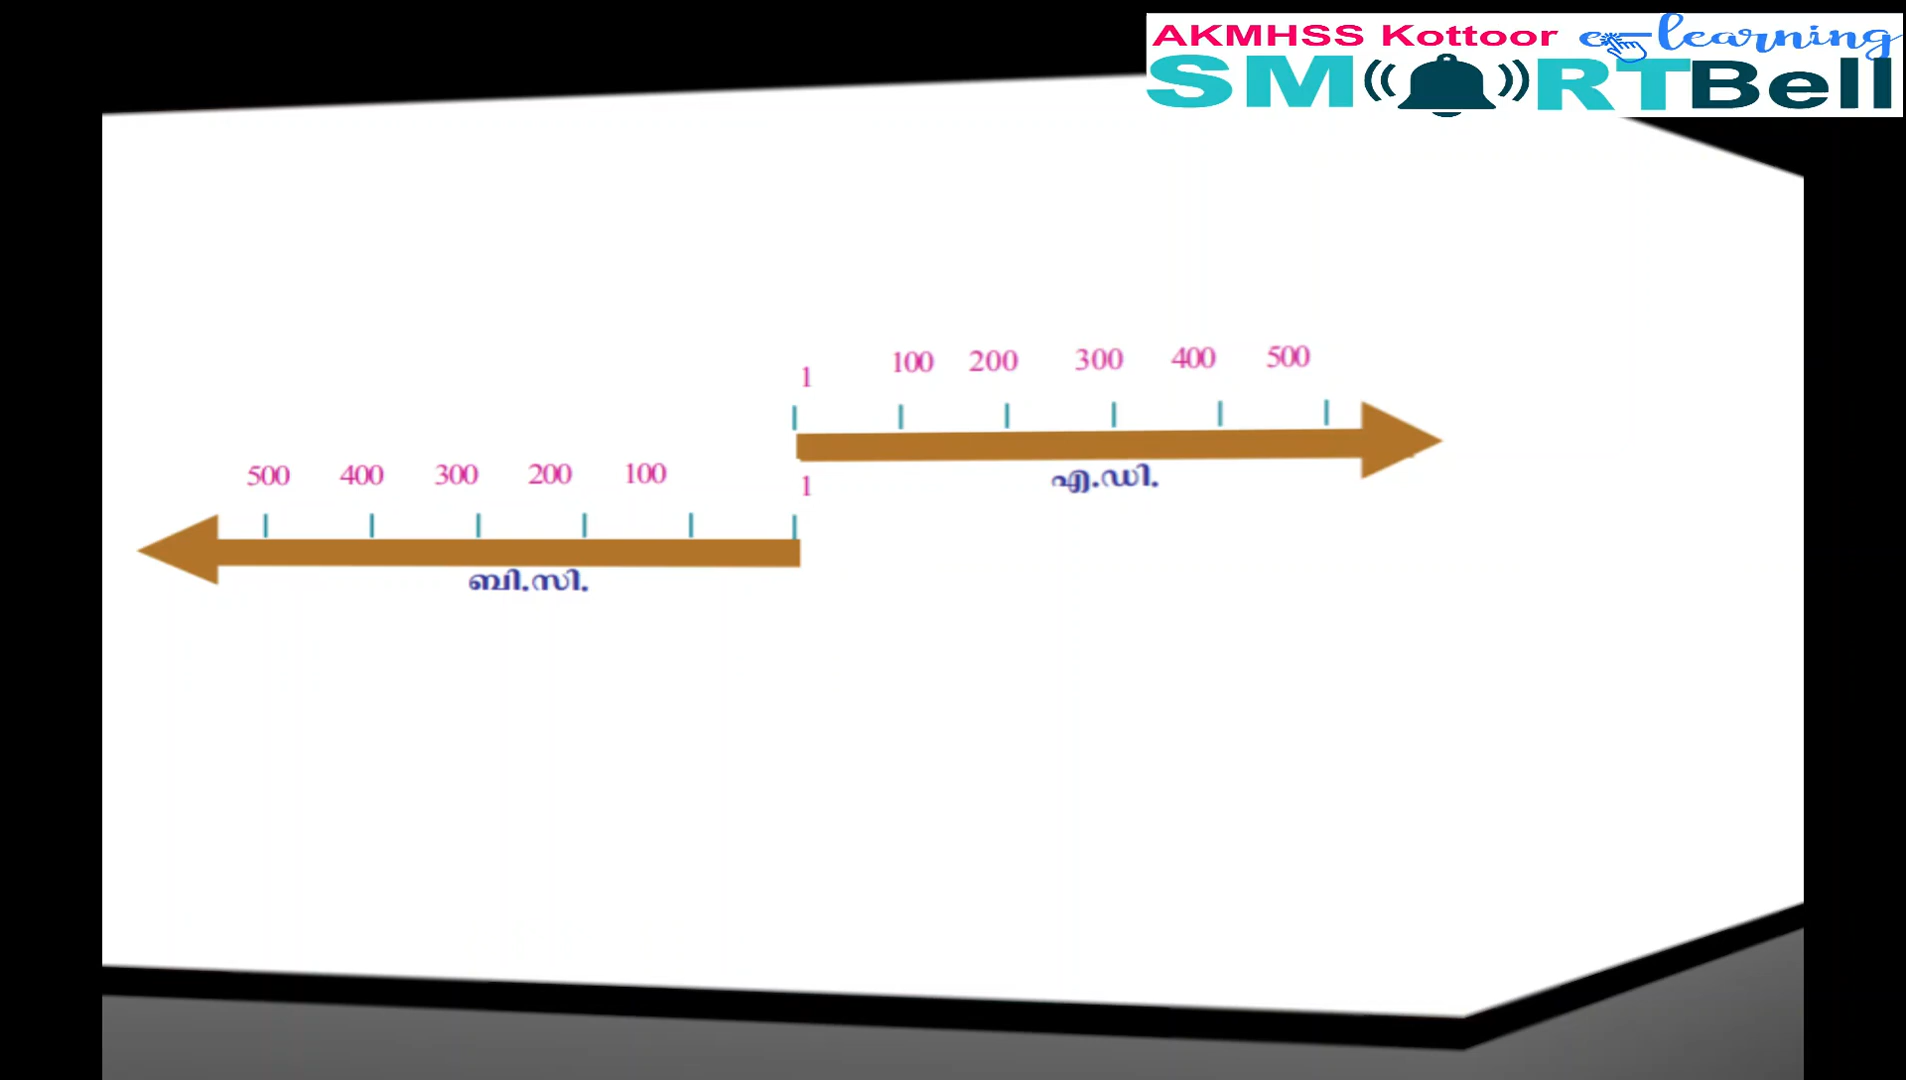 AKMHSS Kottoor e-learning
SMARTBell
1 100 200 300 400 500
എ.ഡി.
500 400 300 200 100 1
ബി.സി.